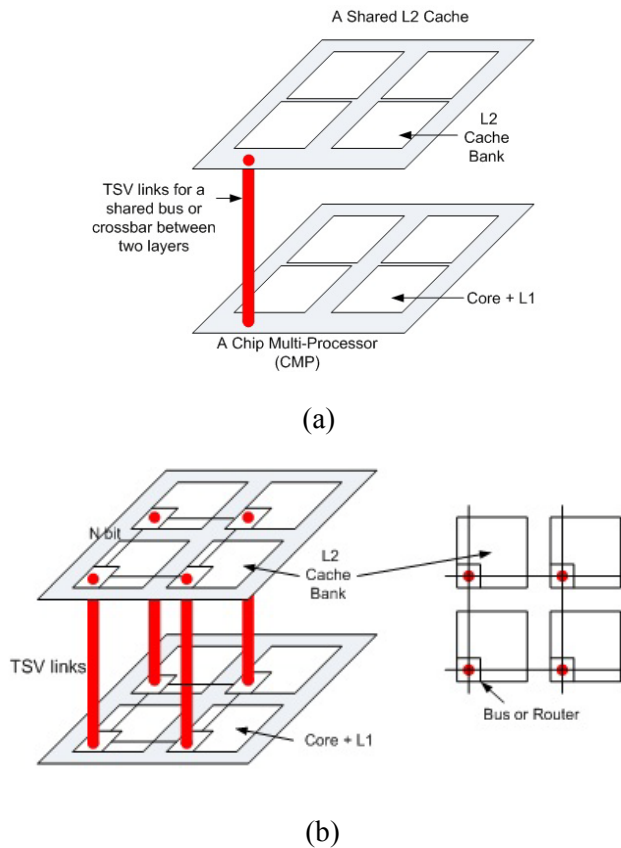 A Shared L2 Cache
L2
Cache
Bank
TSV links for a
shared bus or
crossbar between
two layers
Core + L1
A Chip Multi-Processor
(CMP)
(a)
N bit
L2
Cache
Bank
TSV links
Core + L1
Bus or Router
(b)